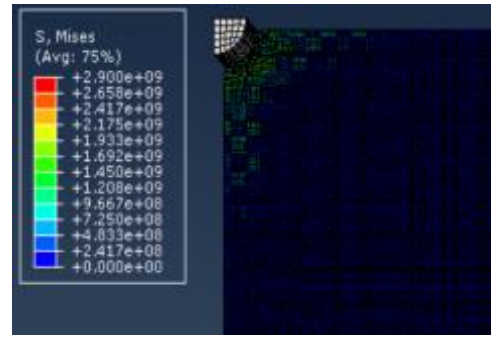 S, Mises
(Avg: 75%)
+2.900e+09
+2.658e+09
+2.417e+09
+2.175e+09
+1.933e+09
+1.692e+09
+1.450e+09
+1.208e+09
+9.667e+08
+7.250e+08
+4.833e+08
+2.417e+08
+0.000e+00